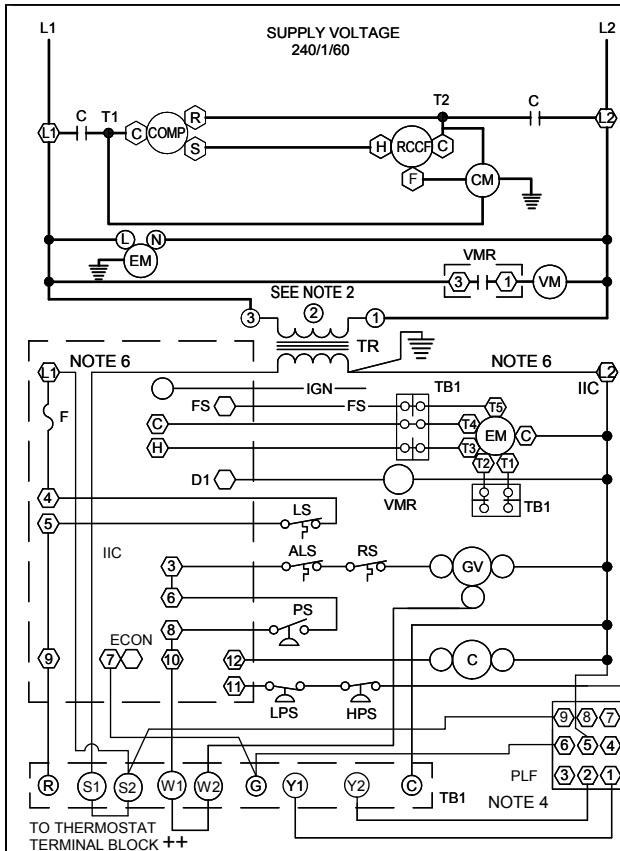 L1 SUPPLY VOLTAGE L2
240/1/60
C T1 R T2 C
L1 C COMP H RCCF C L2
S
F CM
L N
EM VMR
3 1 VM
SEE NOTE 2
3 2 1
TR
NOTE 6 NOTE 6
L1 L2
IGN TB1 IIC
F FS FS T5
C T4 EM C
H T3
T2 T1
D1
VMR TB1
4
LS
5
IIC ALS RS
3 GV
6
PS
8
ECON
9 7 10 12 C
11
LPS HPS
9 8 7
6 5 4
PLF 3 2 1
R S1 S2 W1 W2 G Y1 Y2 C TB1
NOTE 4
TO THERMOSTAT
TERMINAL BLOCK ++